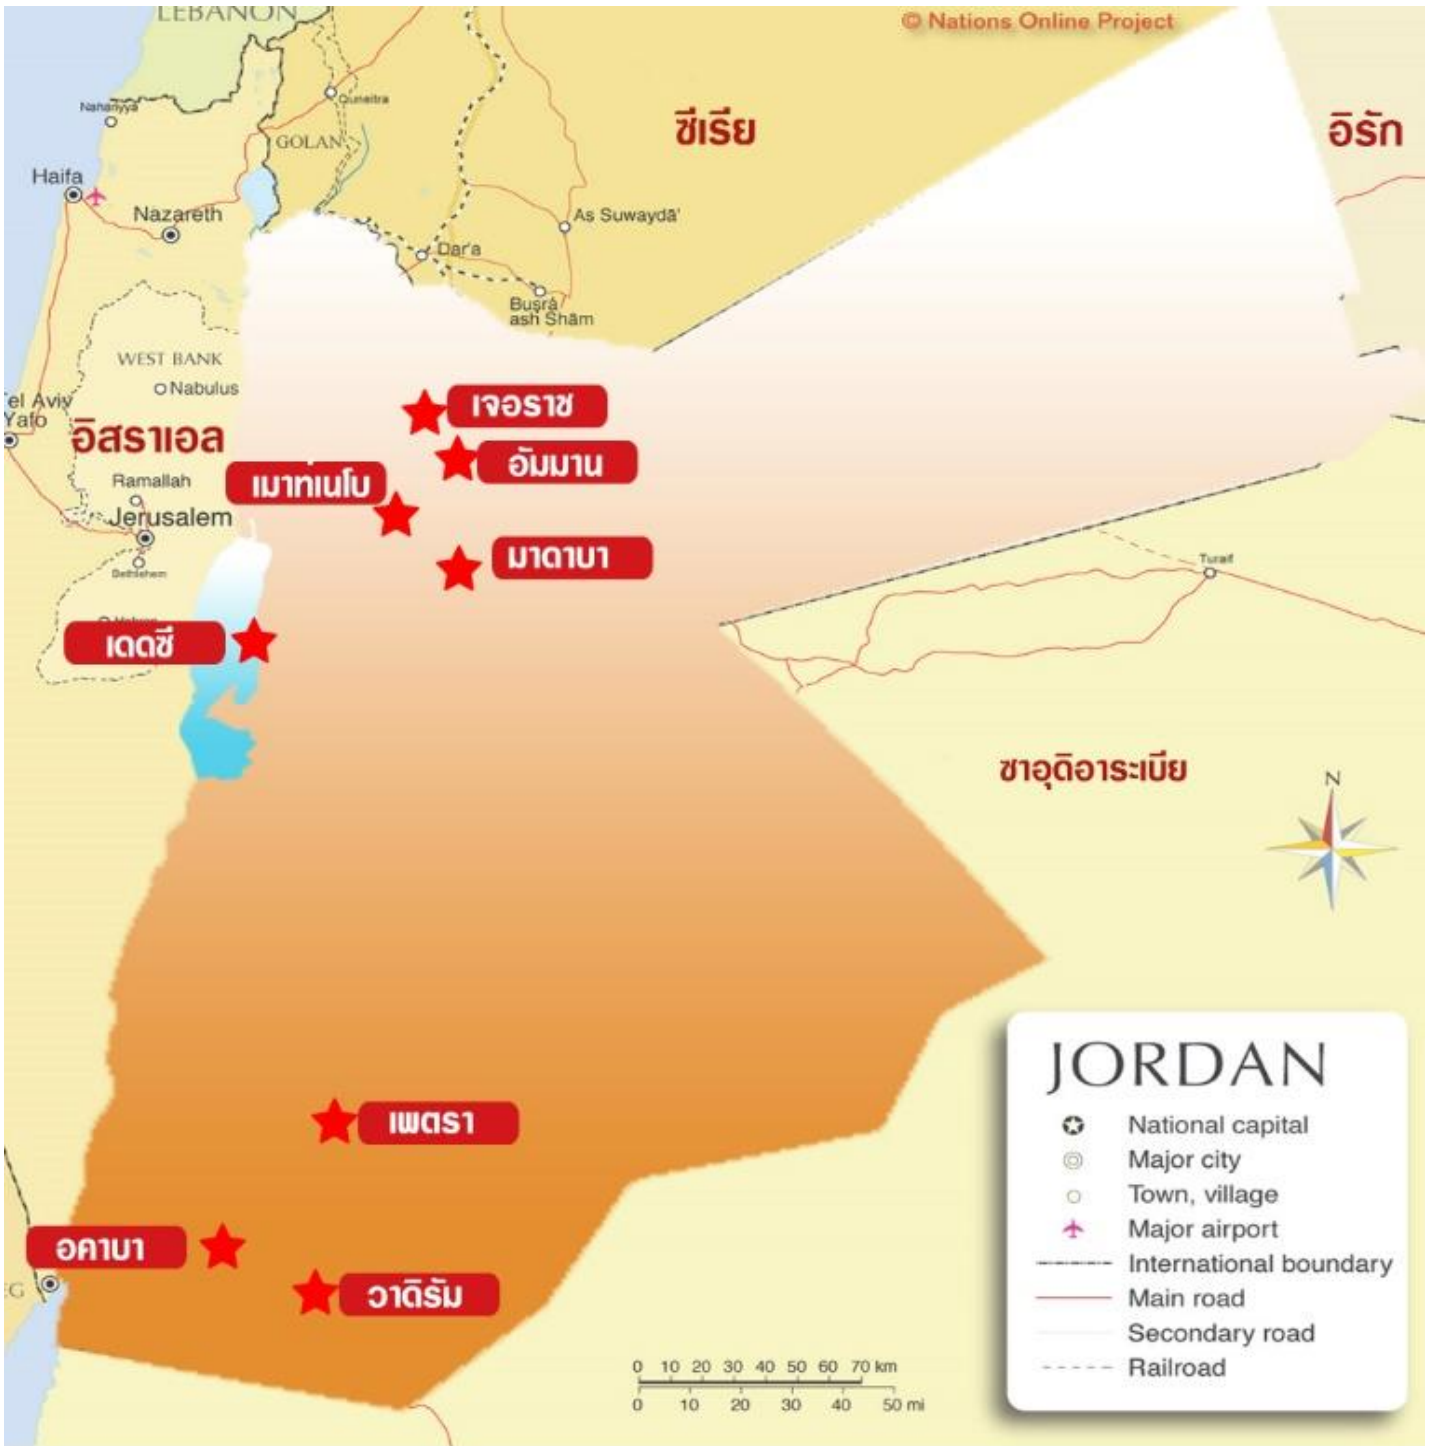 LEBANON
© Nations Online Project
Nahariyya
Quneitra
GOLAN
ซีเรีย
อิรัก
Haifa
Nazareth
As Suwaydā'
Dar'a
Buşrá
ash Shām
WEST BANK
Nabulus
เจอราช
อิสราเอล
อัมมาน
เมาท์เนโบ
Ramallah
Jerusalem
มาดาบา
Turaif
Bethlehem
เดดซี
ซาอุดิอาระเบีย
N
JORDAN
เพตรา
National capital
Major city
Town, village
Major airport
อคาบา
International boundary
วาดิรัม
Main road
Secondary road
Railroad
0 10 20 30 40 50 60 70 km
0 10 20 30 40 50 mi